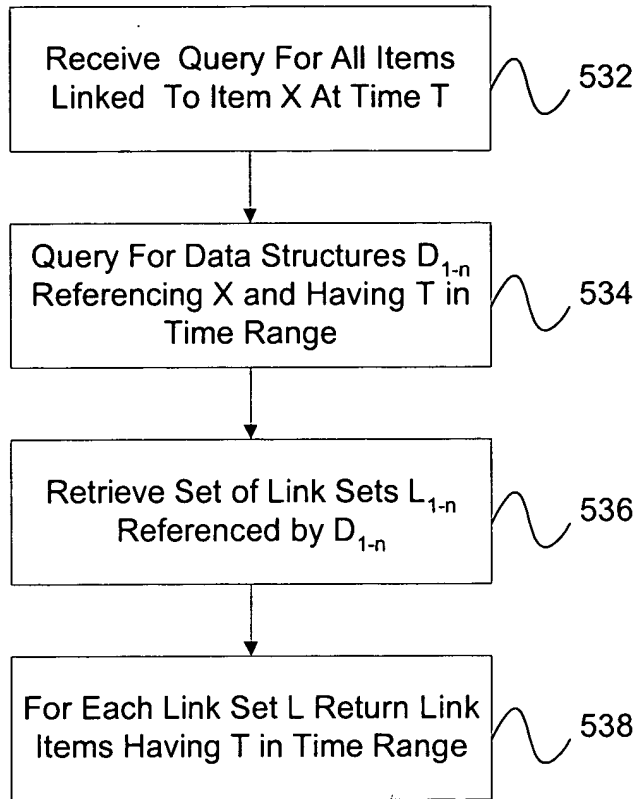 Receive Query For All Items
Linked To Item X At Time T
532
Query For Data Structures D1-n
Referencing X and Having T in
Time Range
534
Retrieve Set of Link Sets L1-n
Referenced by D1-n
536
For Each Link Set L Return Link
Items Having T in Time Range
538